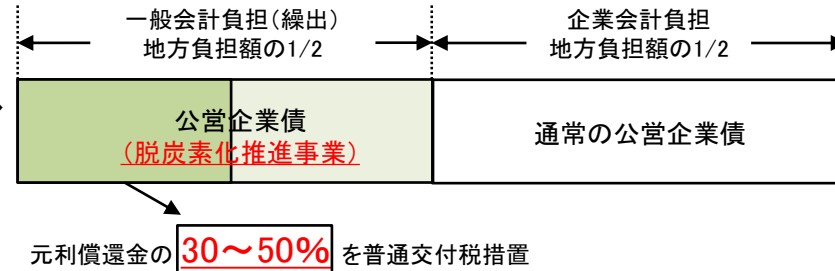 一般会計負担（繰出）
地方負担額の1/2
企業会計負担
地方負担額の1/2
公営企業債
（脱炭素化推進事業）
通常の公営企業債
元利償還金の 30～50% を普通交付税措置